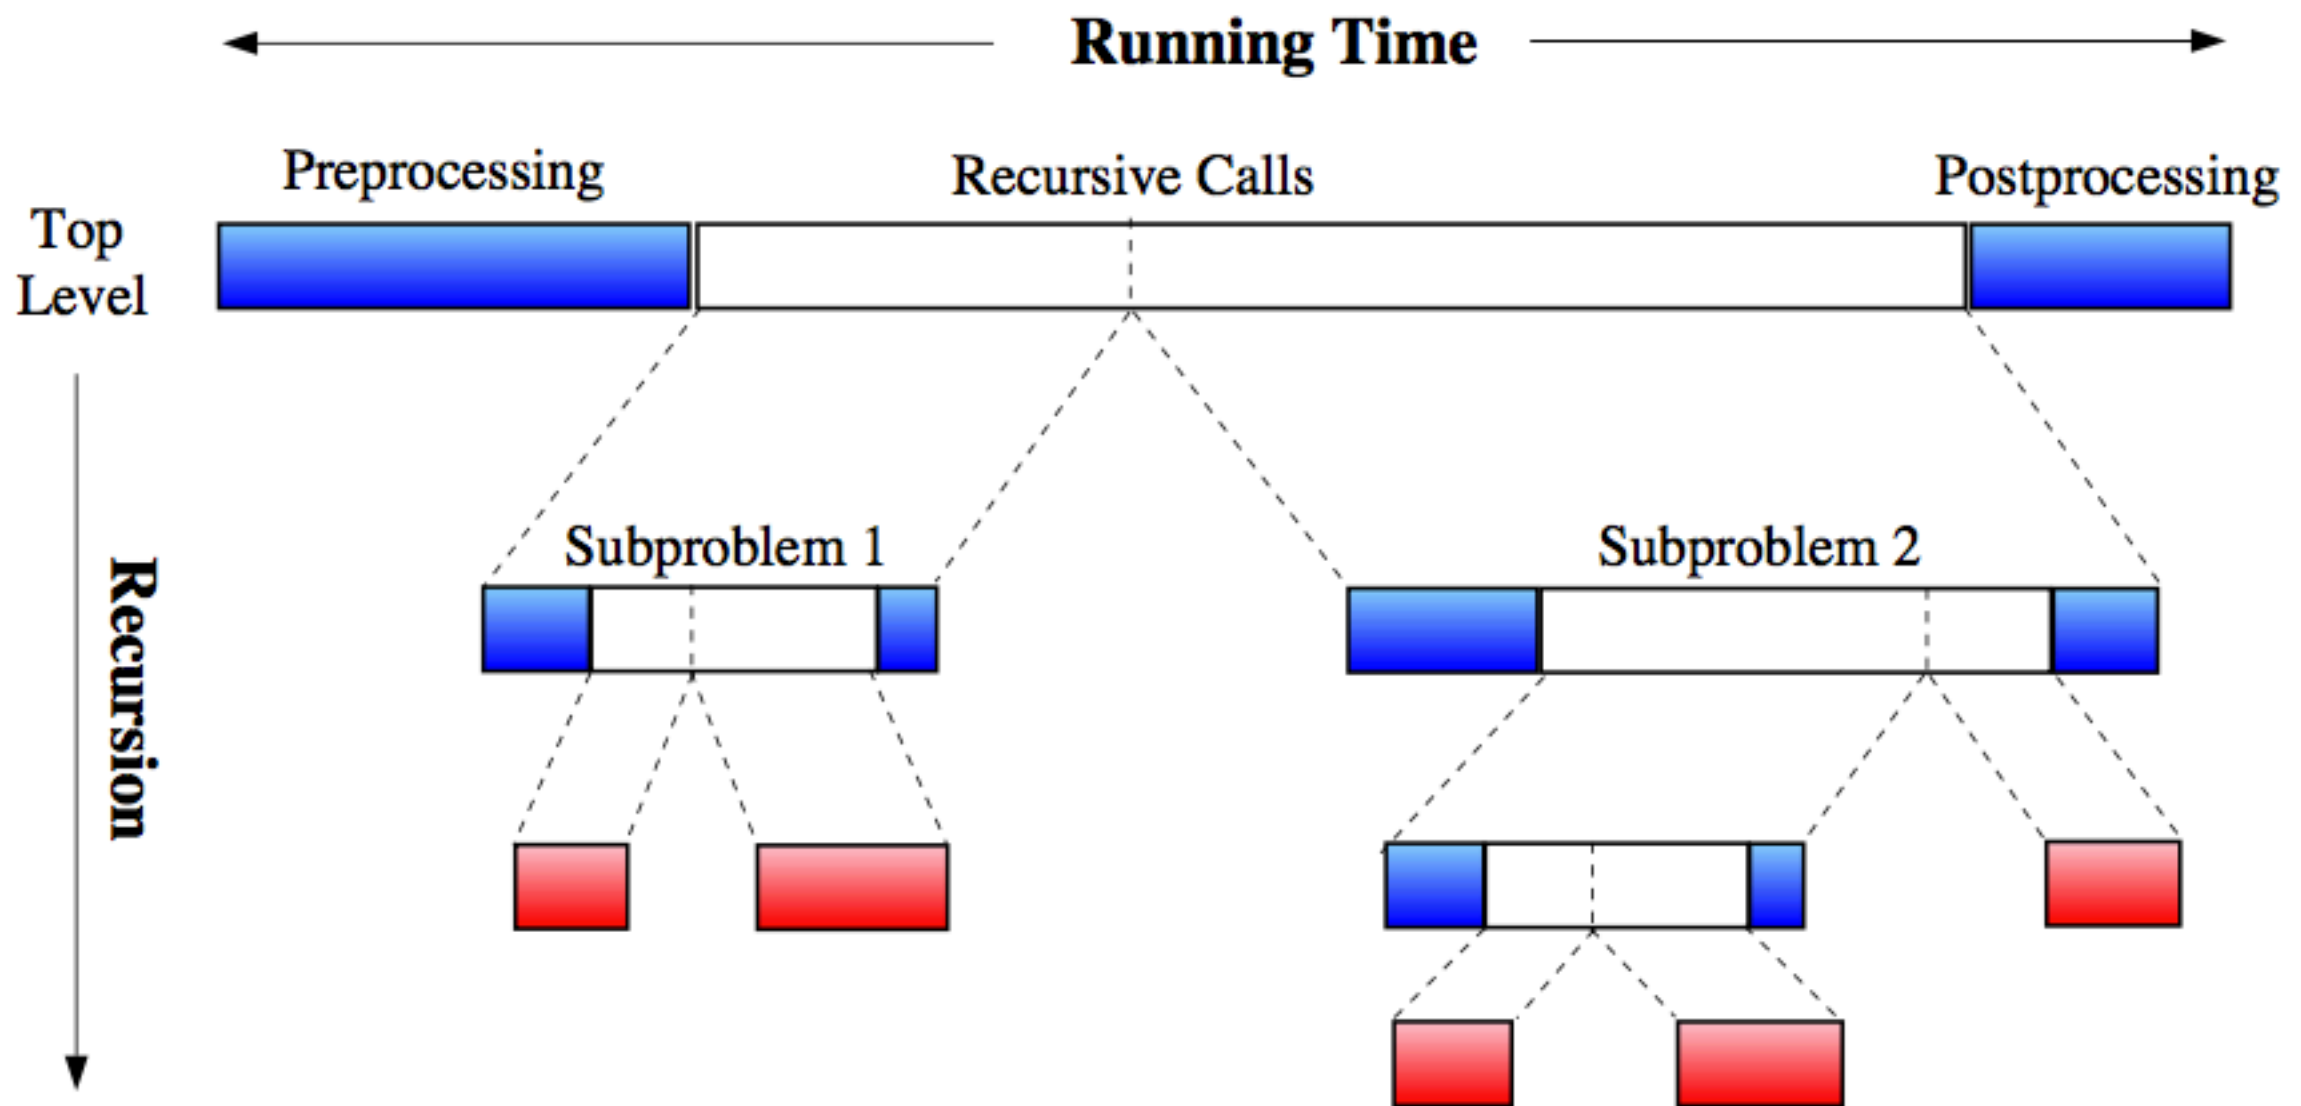 Running Time
Preprocessing
Recursive Calls
Postprocessing
Top
Level
Subproblem 1
Subproblem 2
Recursion